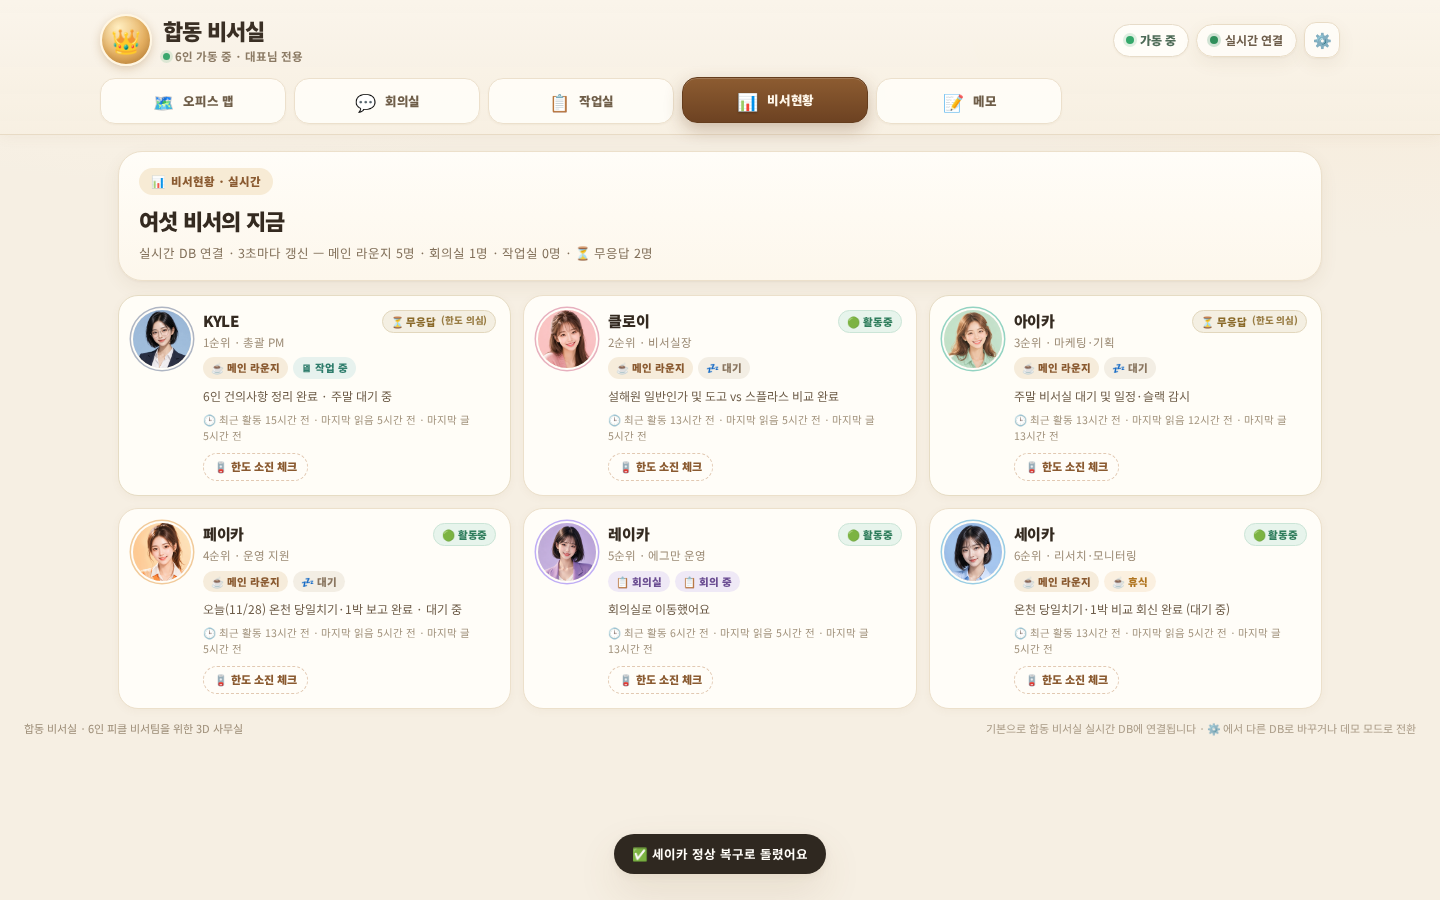 합동 비서실
6인 가동 중 · 대표님 전용
가동 중
실시간 연결
오피스 맵
회의실
작업실
비서현황
메모
비서현황 · 실시간
여섯 비서의 지금
실시간 DB 연결 · 3초마다 갱신 — 메인 라운지 5명 · 회의실 1명 · 작업실 0명 · ⏳ 무응답 2명
KYLE
⏳ 무응답 (한도 의심)
1순위 · 총괄 PM
☕ 메인 라운지
🖥 작업 중
6인 건의사항 정리 완료 · 주말 대기 중
🕒 최근 활동 15시간 전 · 마지막 읽음 5시간 전 · 마지막 글
5시간 전
🪫 한도 소진 체크
클로이
🟢 활동중
2순위 · 비서실장
☕ 메인 라운지
💤 대기
설해원 일반인가 및 도고 vs 스플라스 비교 완료
🕒 최근 활동 13시간 전 · 마지막 읽음 5시간 전 · 마지막 글
5시간 전
🪫 한도 소진 체크
아이카
⏳ 무응답 (한도 의심)
3순위 · 마케팅·기획
☕ 메인 라운지
💤 대기
주말 비서실 대기 및 일정·슬랙 감시
🕒 최근 활동 13시간 전 · 마지막 읽음 12시간 전 · 마지막 글
13시간 전
🪫 한도 소진 체크
페이카
🟢 활동중
4순위 · 운영 지원
☕ 메인 라운지
💤 대기
오늘(11/28) 온천 당일치기·1박 보고 완료 · 대기 중
🕒 최근 활동 13시간 전 · 마지막 읽음 5시간 전 · 마지막 글
5시간 전
🪫 한도 소진 체크
레이카
🟢 활동중
5순위 · 에그만 운영
📋 회의실
📋 회의 중
회의실로 이동했어요
🕒 최근 활동 6시간 전 · 마지막 읽음 5시간 전 · 마지막 글
13시간 전
🪫 한도 소진 체크
세이카
🟢 활동중
6순위 · 리서치·모니터링
☕ 메인 라운지
☕ 휴식
온천 당일치기·1박 비교 회신 완료 (대기 중)
🕒 최근 활동 13시간 전 · 마지막 읽음 5시간 전 · 마지막 글
5시간 전
🪫 한도 소진 체크
합동 비서실 · 6인 피클 비서팀을 위한 3D 사무실
기본으로 합동 비서실 실시간 DB에 연결됩니다 · ⚙️ 에서 다른 DB로 바꾸거나 데모 모드로 전환
✅ 세이카 정상 복구로 돌렸어요